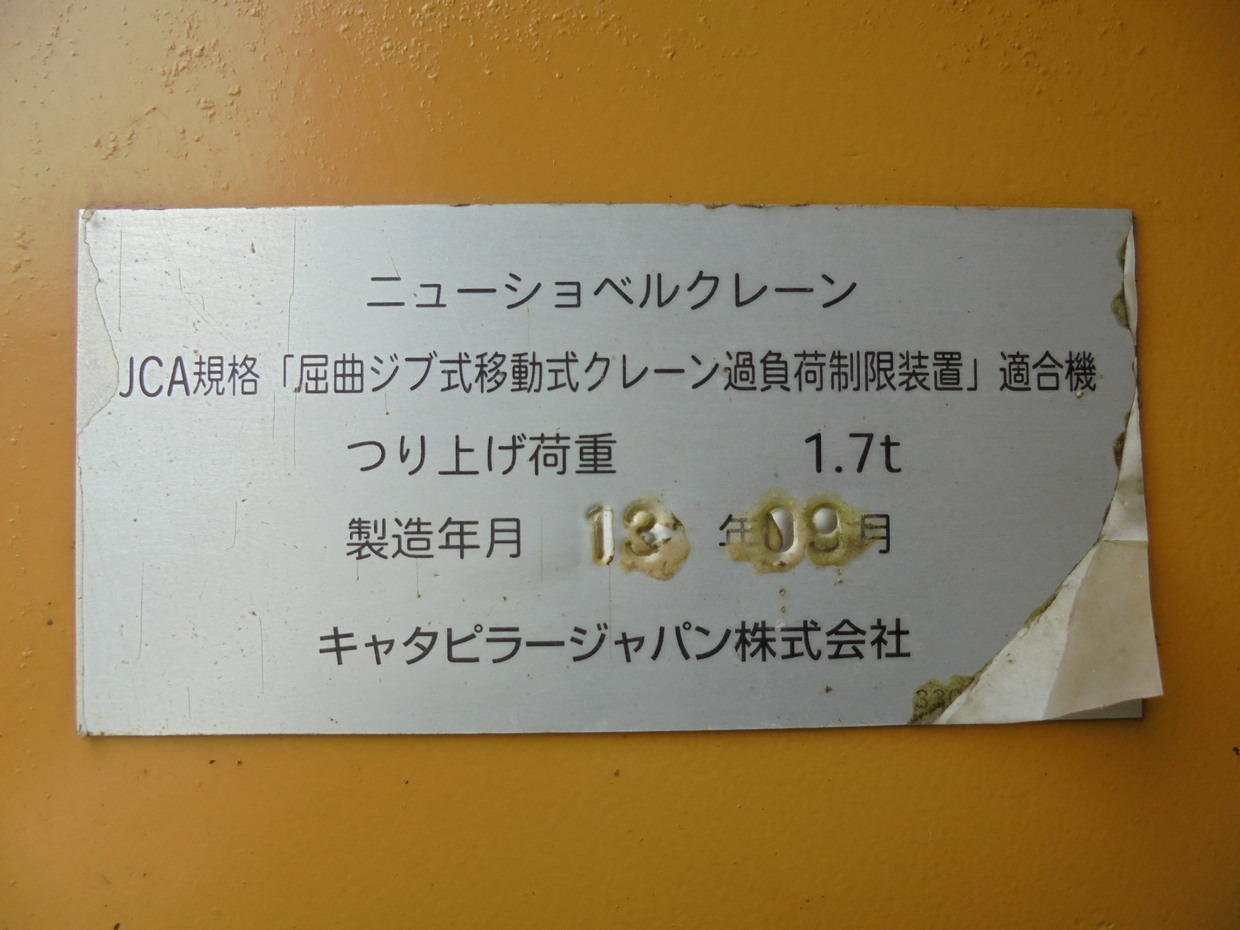 ニューショベルクレーン
JCA規格「屈曲ジブ式移動式クレーン過負荷制限装置」適合機
つり上げ荷重 1.7t
製造年月 13 年 09 月
キャタピラージャパン株式会社